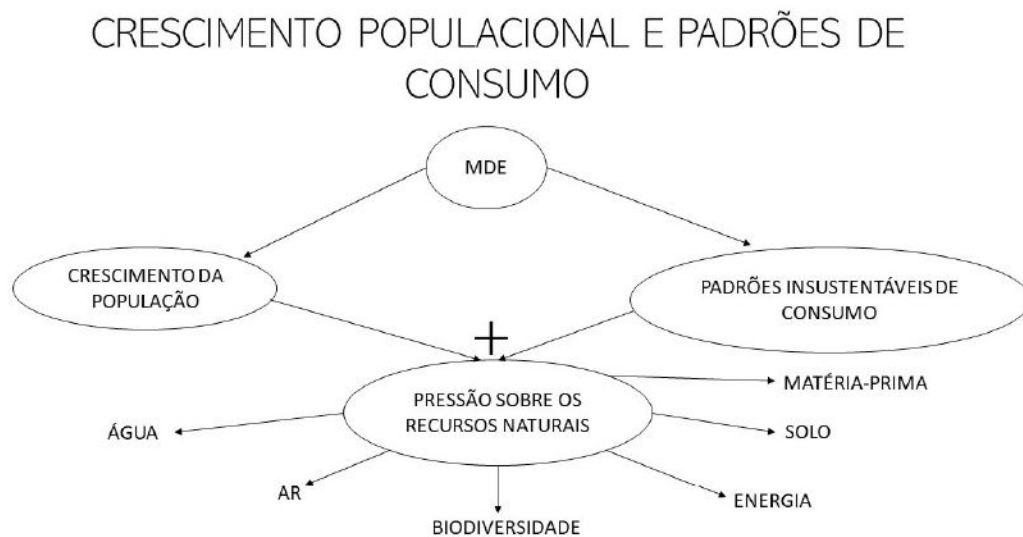 CRESCIMENTO POPULACIONAL E PADRÕES DE
CONSUMO
MDE
CRESCIMENTO DA
POPULAÇÃO
PADRÕES INSUSTENTÁVEIS DE
CONSUMO
+
PRESSÃO SOBRE OS
RECURSOS NATURAIS
MATÉRIA-PRIMA
ÁGUA
SOLO
AR
ENERGIA
BIODIVERSIDADE